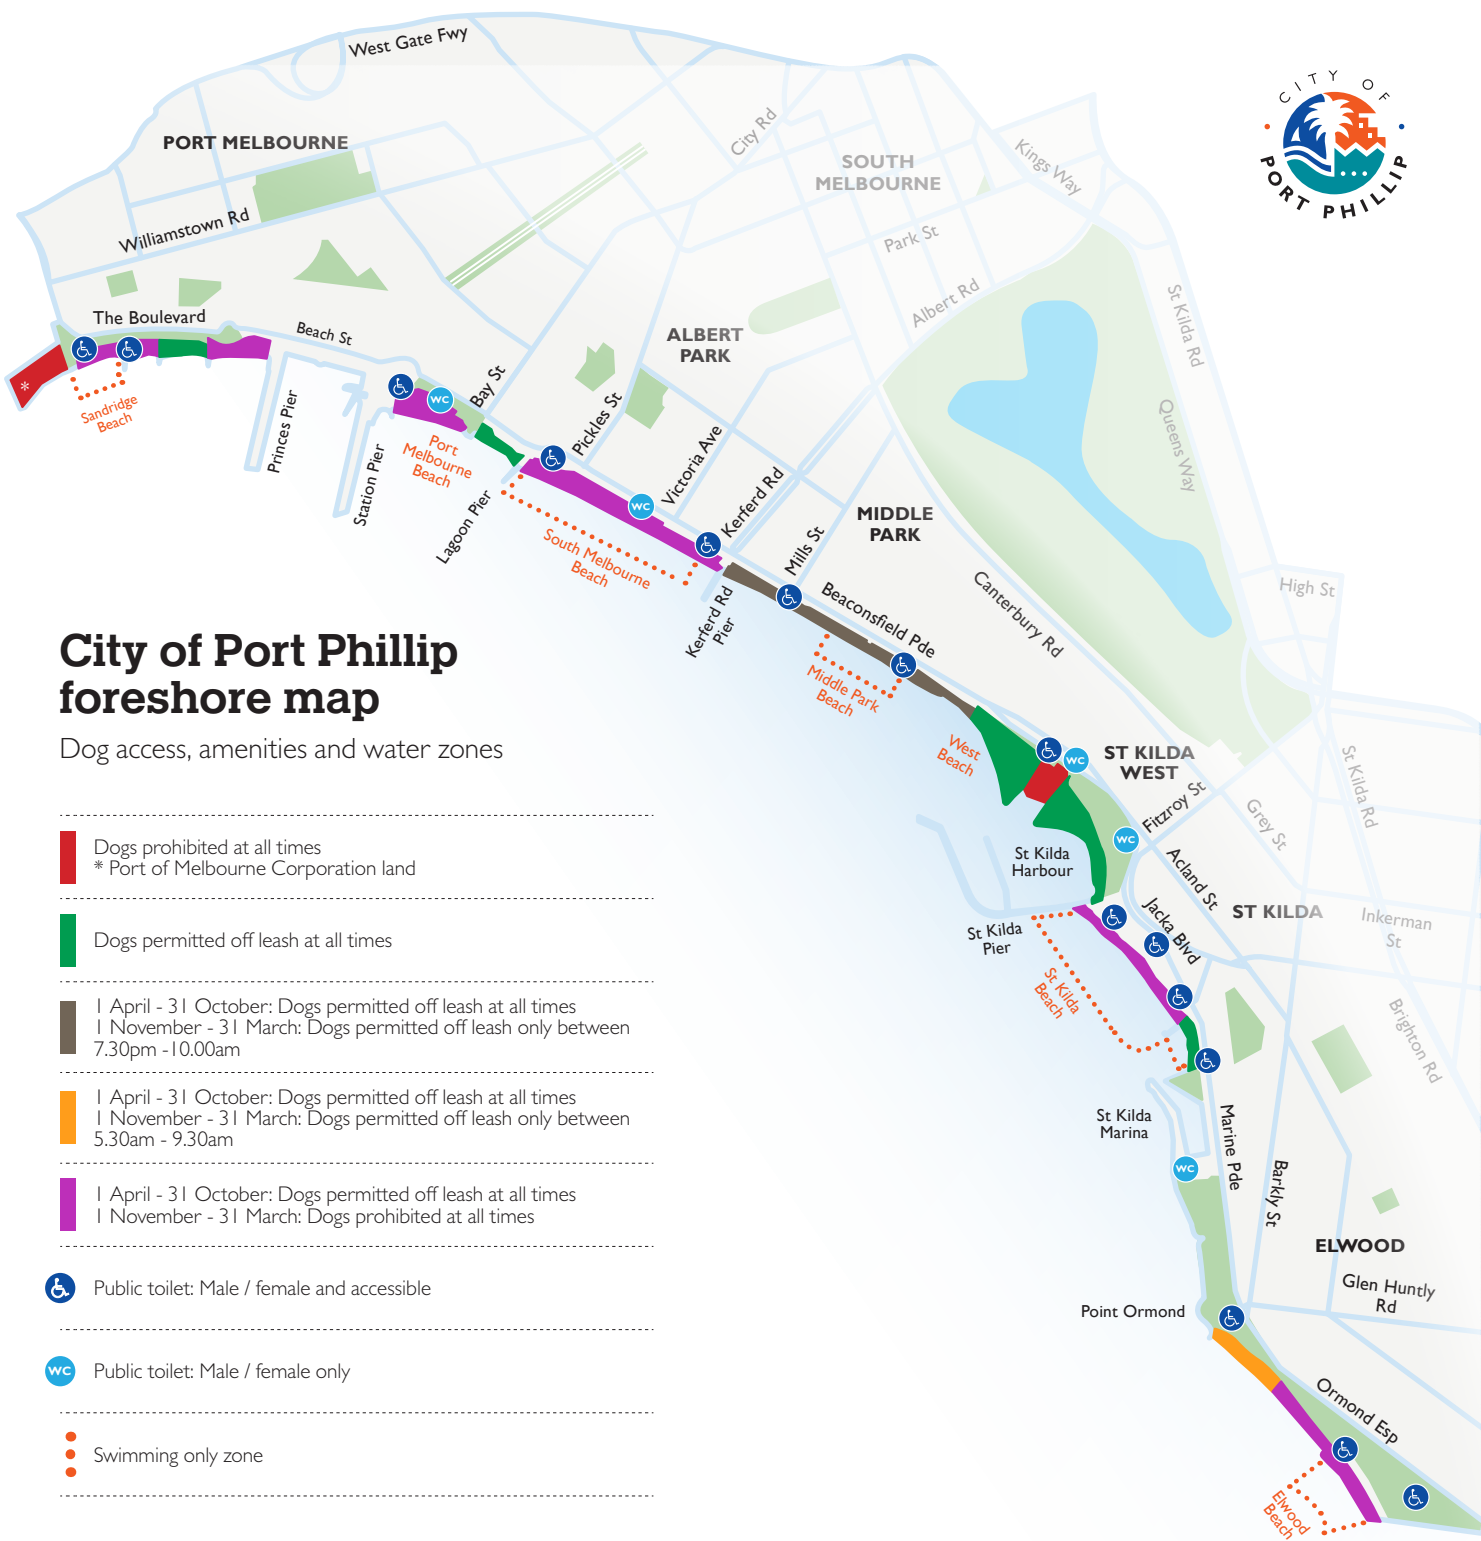 CITY OF
PORT PHILLIP
West Gate Fwy
PORT MELBOURNE
City Rd
SOUTH
MELBOURNE
Kings Way
Williamstown Rd
Park St
Albert Rd
St Kilda Rd
The Boulevard
Beach St
ALBERT
PARK
*
Sandridge
Beach
Princes Pier
Station Pier
WC
Bay St
Port
Melbourne
Beach
Pickles St
Lagoon Pier
WC
Victoria Ave
Kerferd Rd
Queens Way
South Melbourne
Beach
MIDDLE
PARK
Mills St
Kerferd Rd
Pier
Beaconsfield Pde
Canterbury Rd
High St
Middle Park
Beach
West
Beach
WC
ST KILDA
WEST
Fitzroy St
Grey St
St Kilda Rd
WC
St Kilda
Harbour
Acland St
ST KILDA
Inkerman
St
Jacka Blvd
St Kilda
Pier
St Kilda
Beach
Brighton Rd
St Kilda
Marina
Marine Pde
WC
Barkly St
ELWOOD
Glen Huntly
Rd
Point Ormond
Ormond Esp
Elwood
Beach
City of Port Phillip
foreshore map
Dog access, amenities and water zones
Dogs prohibited at all times
* Port of Melbourne Corporation land
Dogs permitted off leash at all times
1 April - 31 October: Dogs permitted off leash at all times
1 November - 31 March: Dogs permitted off leash only between
7.30pm -10.00am
1 April - 31 October: Dogs permitted off leash at all times
1 November - 31 March: Dogs permitted off leash only between
5.30am - 9.30am
1 April - 31 October: Dogs permitted off leash at all times
1 November - 31 March: Dogs prohibited at all times
Public toilet: Male / female and accessible
WC
Public toilet: Male / female only
Swimming only zone